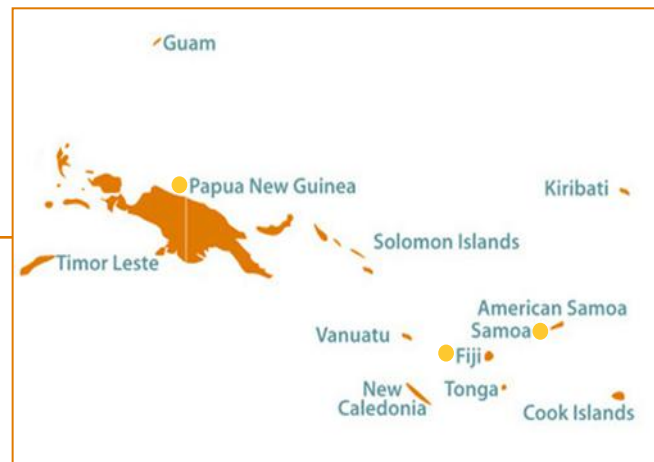 Guam
Papua New Guinea
Kiribati
Solomon Islands
Timor Leste
American Samoa
Samoa
Vanuatu
Fiji
New
Caledonia
Tonga
Cook Islands